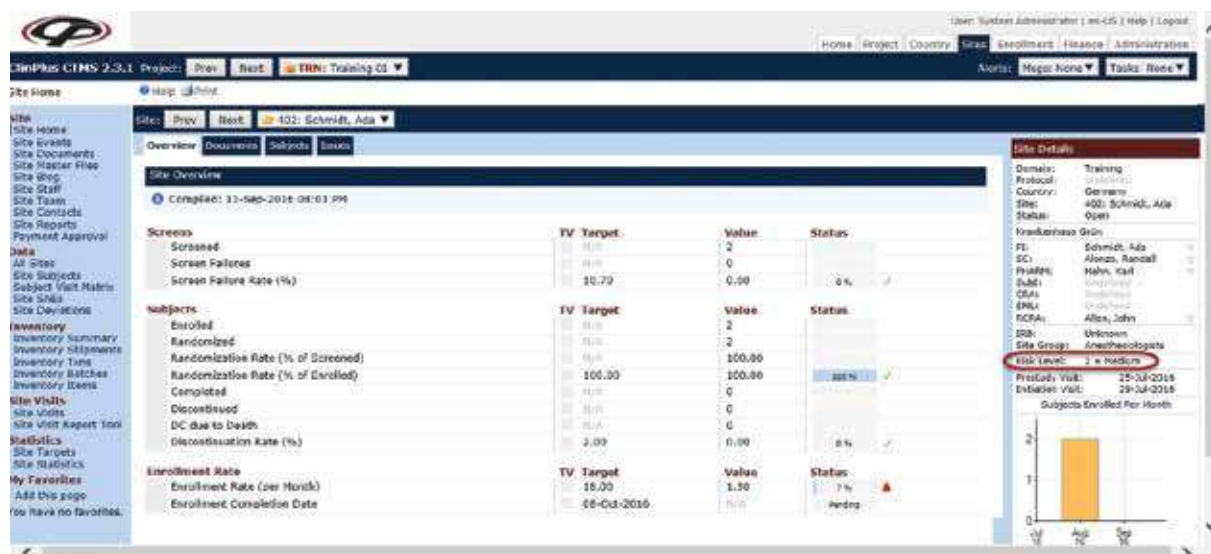 User: System Administrator | en-US | Help | Logout
Home Project Country Sites Enrollment Finance Administration
ClinPlus CTMS 2.3.1 Project: Prev Next TRN: Training 01 Alerts: Msgs: None Tasks: None
Site Home Help Print
Site: Prev Next 402: Schmidt, Ada
Overview Documents Subjects Issues
Site
Site Home
Site Events
Site Documents
Site Master Files
Site Blog
Site Staff
Site Team
Site Contacts
Site Reports
Payment Approval
Data
All Sites
Site Subjects
Subject Visit Matrix
Site SAEs
Site Deviations
Inventory
Inventory Summary
Inventory Shipments
Inventory Txns
Inventory Batches
Inventory Items
Site Visits
Site Visits
Site Visit Report Tool
Statistics
Site Targets
Site Statistics
My Favorites
Add this page
You have no favorites.
Site Overview
Compiled: 13-Sep-2016 04:01 PM
Screens TV Target Value Status
Screened N/A 2
Screen Failures N/A 0
Screen Failure Rate (%) 10.70 0.00 0 %
Subjects TV Target Value Status
Enrolled N/A 2
Randomized N/A 2
Randomization Rate (% of Screened) N/A 100.00
Randomization Rate (% of Enrolled) 100.00 100.00 100 %
Completed N/A 0
Discontinued N/A 0
DC due to Death N/A 0
Discontinuation Rate (%) 2.00 0.00 0 %
Enrollment Rate TV Target Value Status
Enrollment Rate (per Month) 18.00 1.30 7 %
Enrollment Completion Date 08-Oct-2016 N/A Pending
Site Details
Domain: Training
Protocol: Undefined
Country: Germany
Site: 402: Schmidt, Ada
Status: Open
Krankenhaus Grün
PI: Schmidt, Ada
SC: Alonzo, Randall
PHARM: Hahn, Karl
SubI: Undefined
CRA: Undefined
Undefined
RCRA: Allen, John
IRB: Unknown
Site Group: Anesthesiologists
Risk Level: 2 = Medium
Prestudy Visit: 25-Jul-2016
Initiation Visit: 29-Jul-2016
Subjects Enrolled Per Month
2
1
0
Jul
Aug
Sep